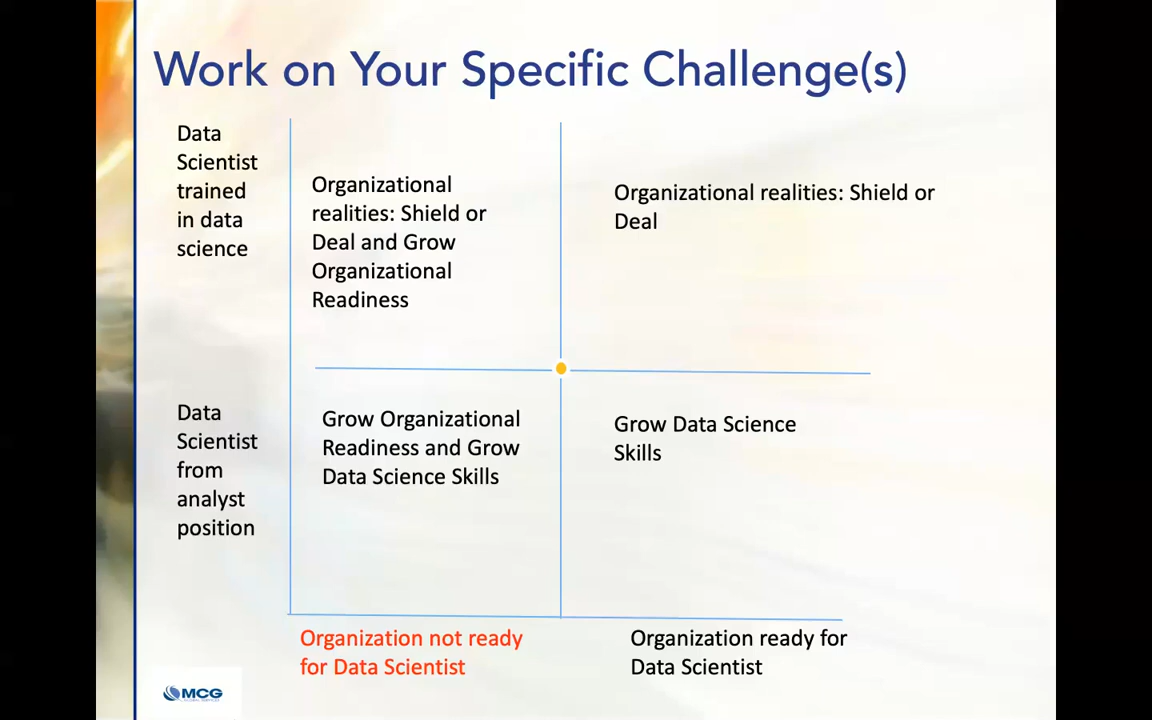 Work on Your Specific Challenge(s)
Data
Scientist
trained
in data
science
Organizational
realities: Shield or
Deal and Grow
Organizational
Readiness
Organizational realities: Shield or
Deal
Data
Scientist
from
analyst
position
Grow Organizational
Readiness and Grow
Data Science Skills
Grow Data Science
Skills
Organization not ready
for Data Scientist
Organization ready for
Data Scientist
MCG